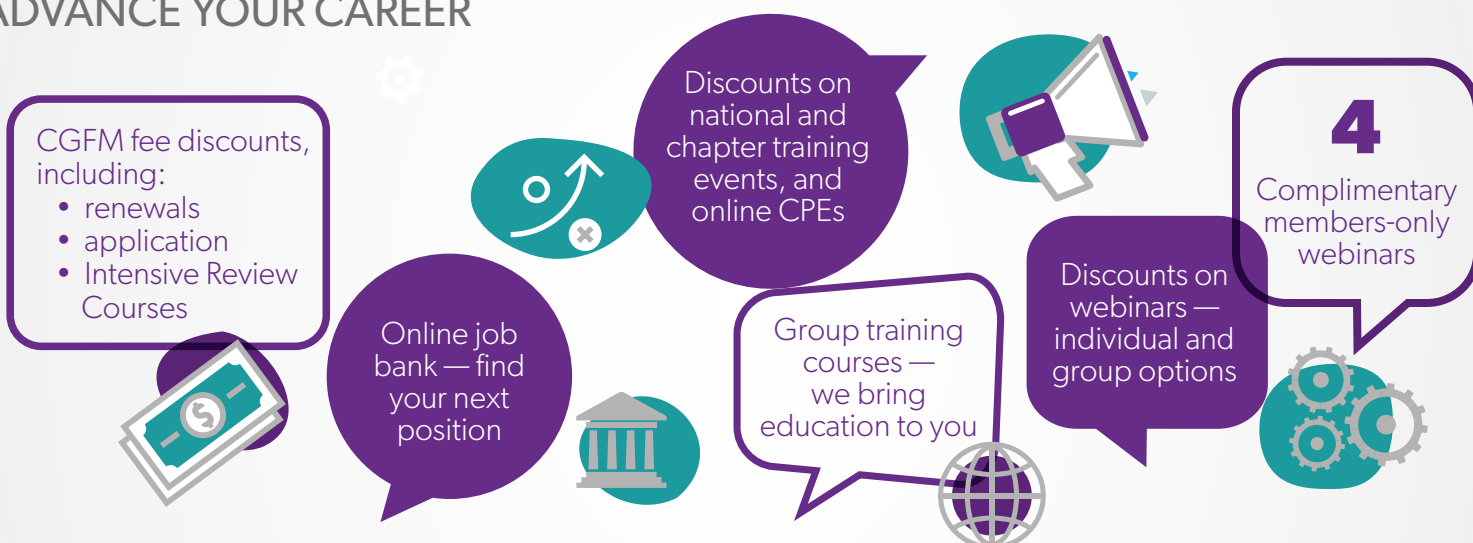 ADVANCE YOUR CAREER
CGFM fee discounts,
including:
• renewals
• application
• Intensive Review
Courses
Online job
bank — find
your next
position
Discounts on
national and
chapter training
events, and
online CPEs
Group training
courses —
we bring
education to you
Discounts on
webinars —
individual and
group options
4
Complimentary
members-only
webinars